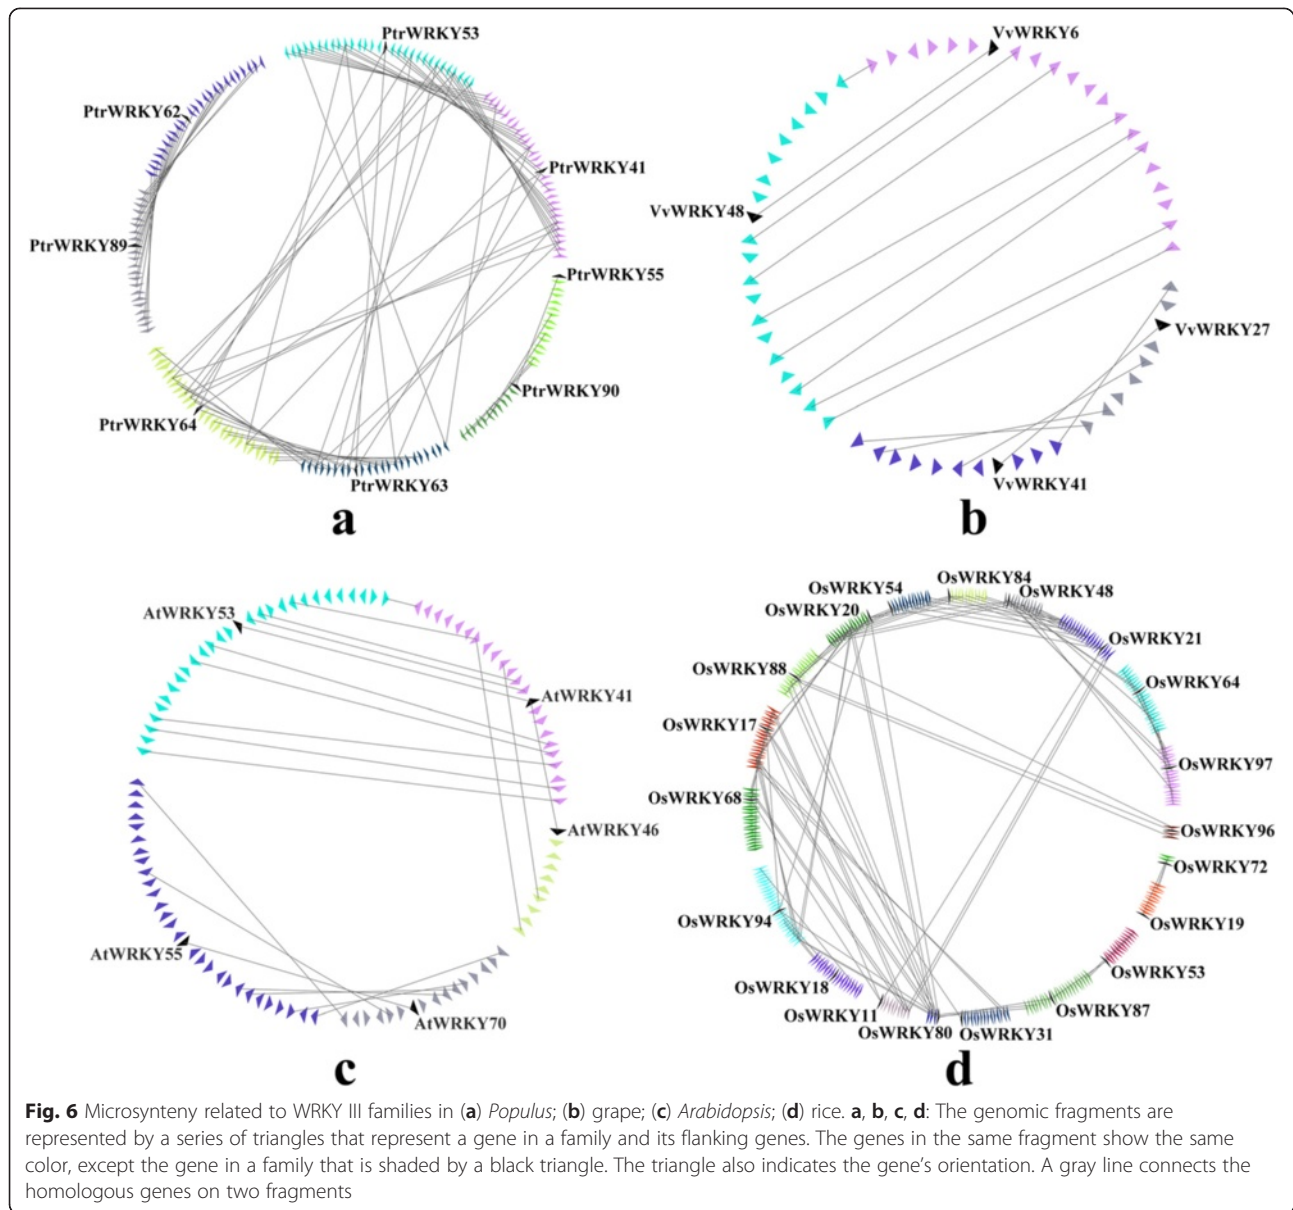 PtrWRKY53
PtrWRKY62
PtrWRKY41
PtrWRKY89
PtrWRKY55
PtrWRKY90
PtrWRKY64
PtrWRKY63
a
VvWRKY6
VvWRKY48
VvWRKY27
VvWRKY41
b
AtWRKY53
AtWRKY41
AtWRKY46
AtWRKY55
AtWRKY70
c
OsWRKY84
OsWRKY54
OsWRKY48
OsWRKY20
OsWRKY21
OsWRKY88
OsWRKY64
OsWRKY17
OsWRKY97
OsWRKY68
OsWRKY96
OsWRKY72
OsWRKY94
OsWRKY19
OsWRKY53
OsWRKY18
OsWRKY87
OsWRKY11
OsWRKY80
OsWRKY31
d
Fig. 6 Microsynteny related to WRKY III families in (a) Populus; (b) grape; (c) Arabidopsis; (d) rice. a, b, c, d: The genomic fragments are
represented by a series of triangles that represent a gene in a family and its flanking genes. The genes in the same fragment show the same
color, except the gene in a family that is shaded by a black triangle. The triangle also indicates the gene's orientation. A gray line connects the
homologous genes on two fragments